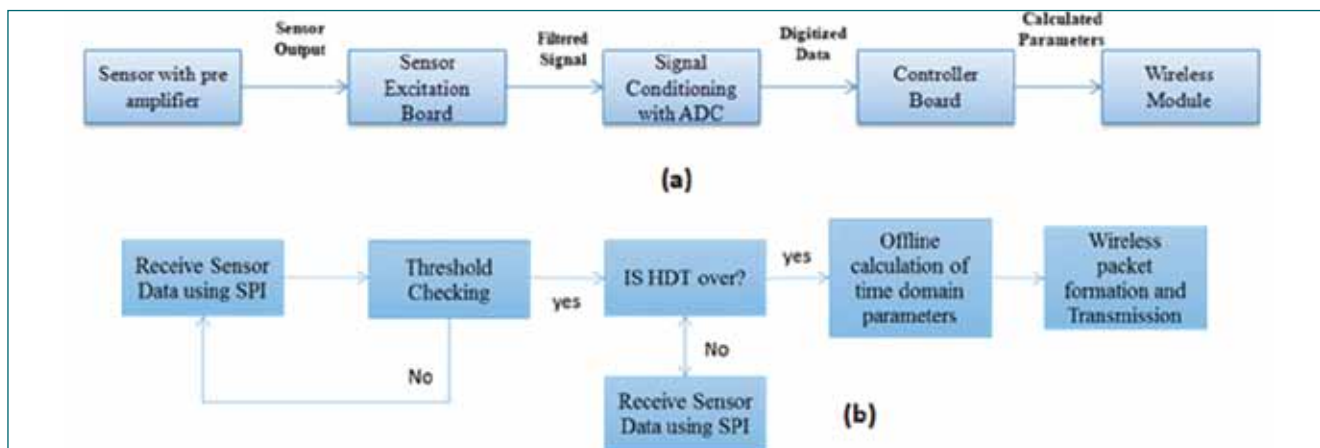 Sensor with pre
amplifier
Sensor
Output
Sensor
Excitation
Board
Filtered
Signal
Signal
Conditioning
with ADC
Digitized
Data
Controller
Board
Calculated
Parameters
Wireless
Module
(a)
Receive Sensor
Data using SPI
Threshold
Checking
No
yes
IS HDT over?
No
Receive Sensor
Data using SPI
yes
Offline
calculation of
time domain
parameters
Wireless
packet
formation and
Transmission
(b)